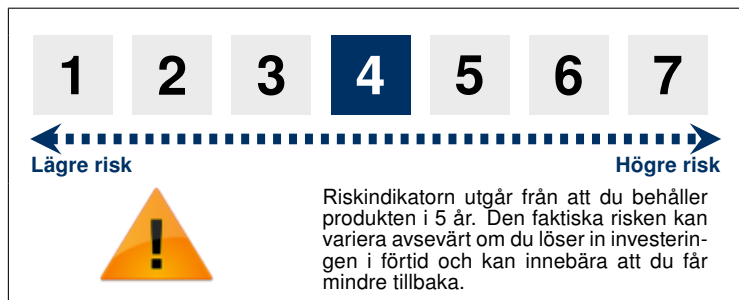 1 2 3 4 5 6 7
Lägre risk Högre risk
!
Riskindikatorn utgår från att du behåller
produkten i 5 år. Den faktiska risken kan
variera avsevärt om du löser in investerin-
gen i förtid och kan innebära att du får
mindre tillbaka.